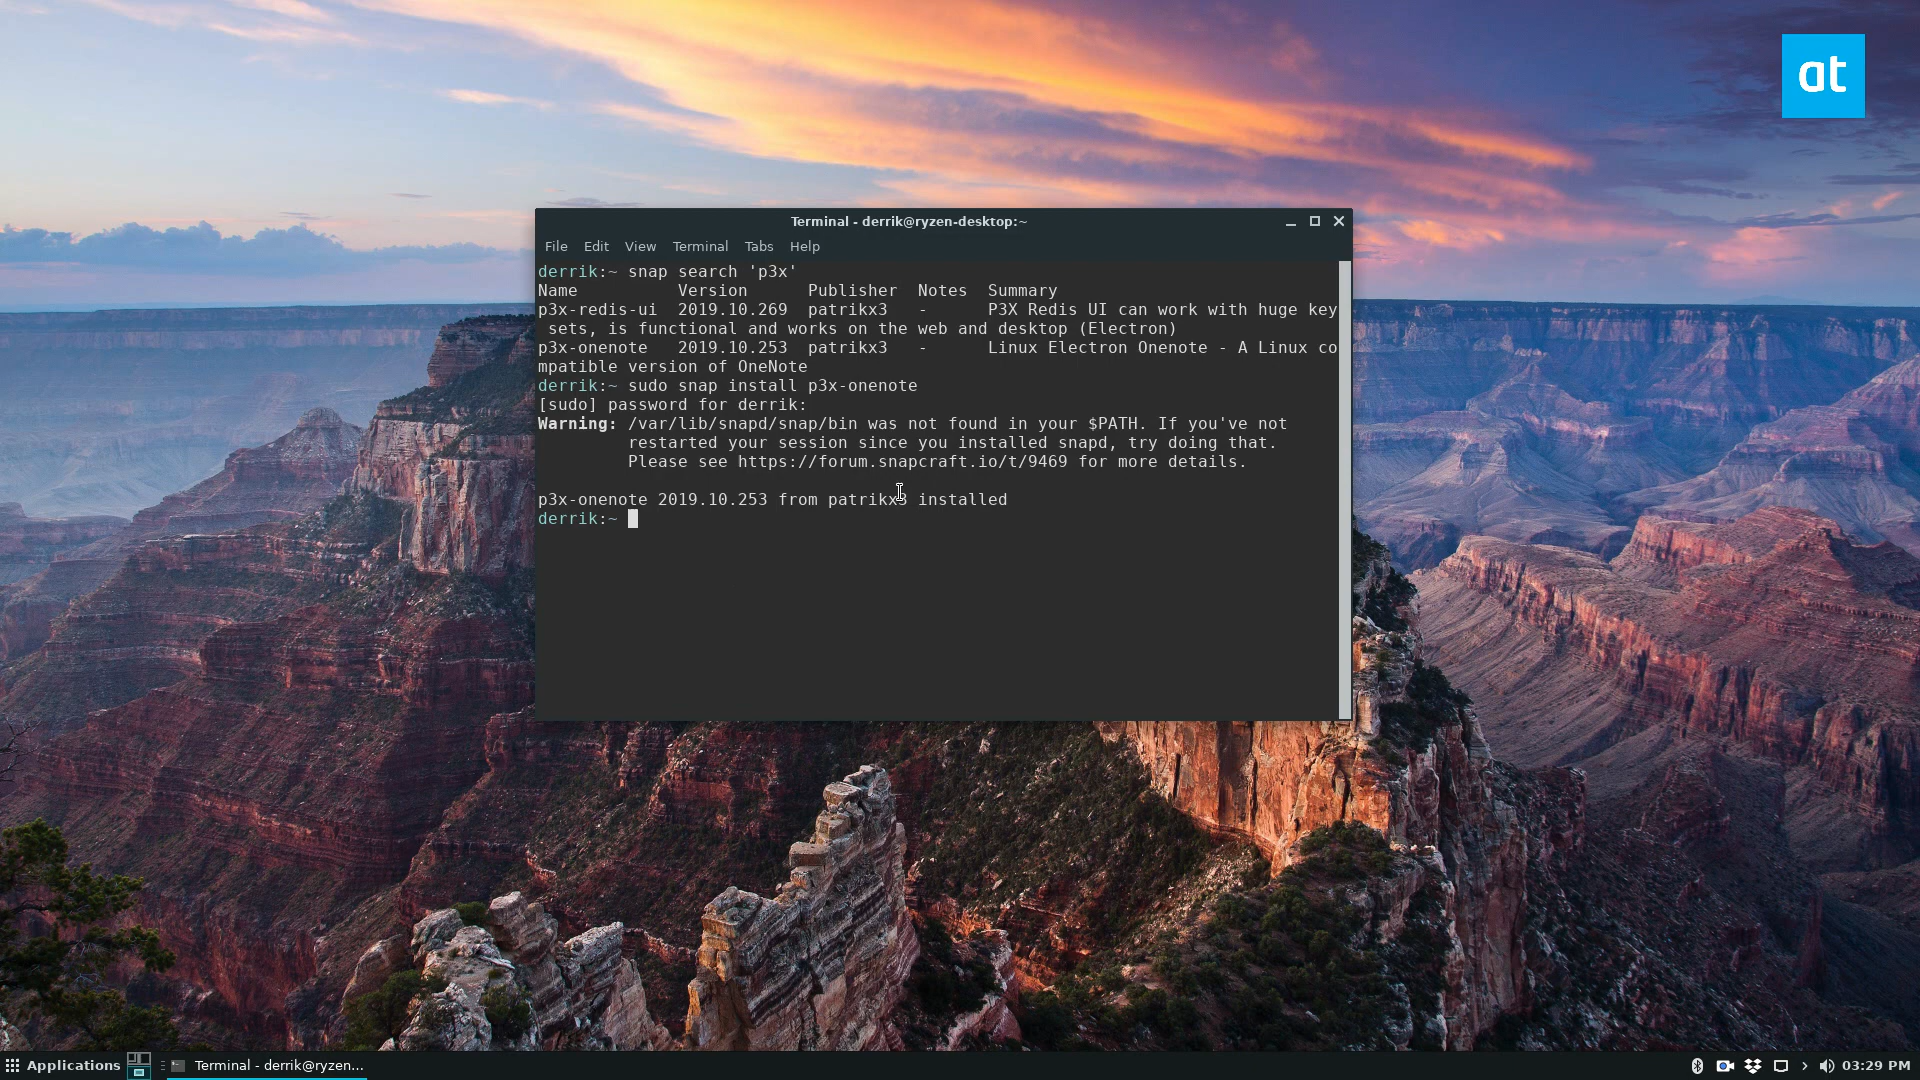 at
Terminal - derrik@ryzen-desktop:~
File Edit View Terminal Tabs Help
derrik:~ snap search 'p3x'
Name Version Publisher Notes Summary
p3x-redis-ui 2019.10.269 patrikx3 - P3X Redis UI can work with huge key
sets, is functional and works on the web and desktop (Electron)
p3x-onenote 2019.10.253 patrikx3 - Linux Electron Onenote - A Linux co
mpatible version of OneNote
derrik:~ sudo snap install p3x-onenote
[sudo] password for derrik:
Warning: /var/lib/snapd/snap/bin was not found in your $PATH. If you've not
restarted your session since you installed snapd, try doing that.
Please see https://forum.snapcraft.io/t/9469 for more details.
p3x-onenote 2019.10.253 from patrikx3 installed
derrik:~
Applications
Terminal - derrik@ryzen...
03:29 PM